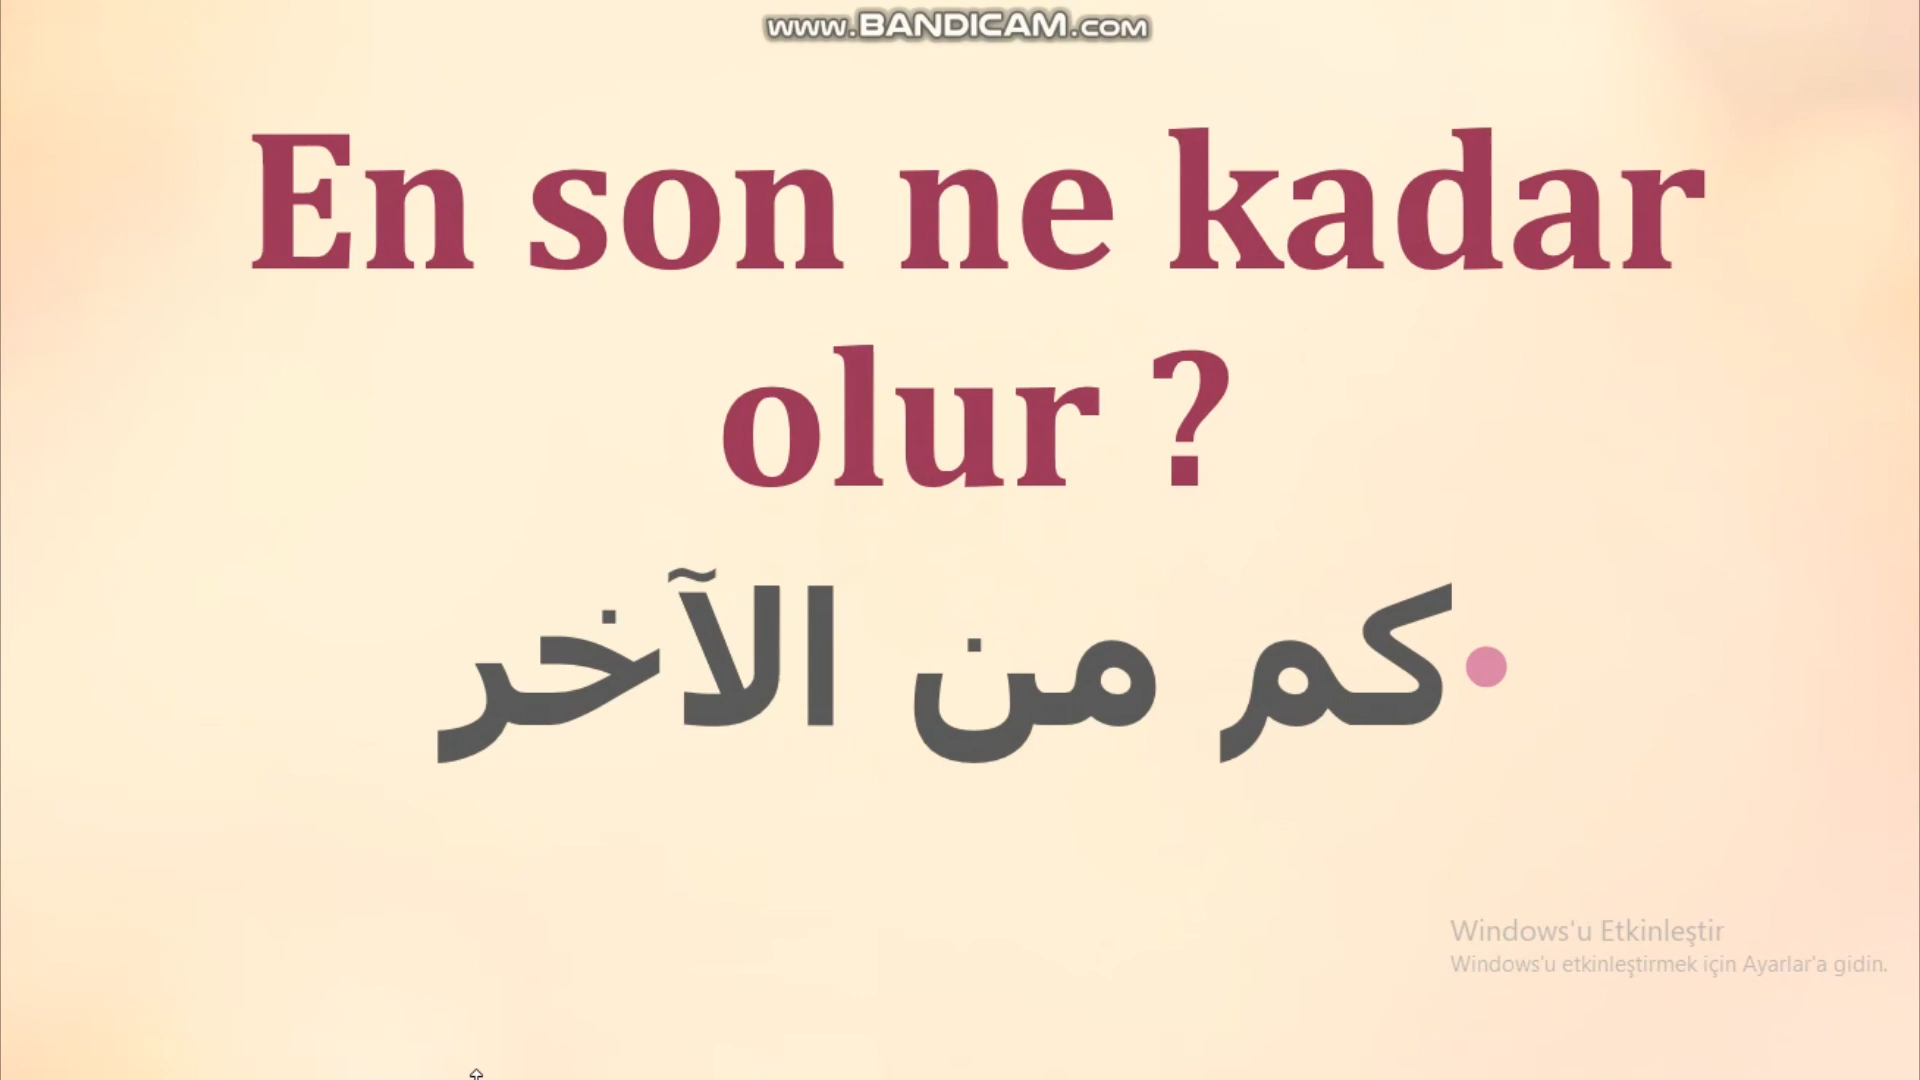 www.BANDICAM.com
En son ne kadar
olur ?
•كم من الآخر
Windows'u Etkinleştir
Windows'u etkinleştirmek için Ayarlar'a gidin.